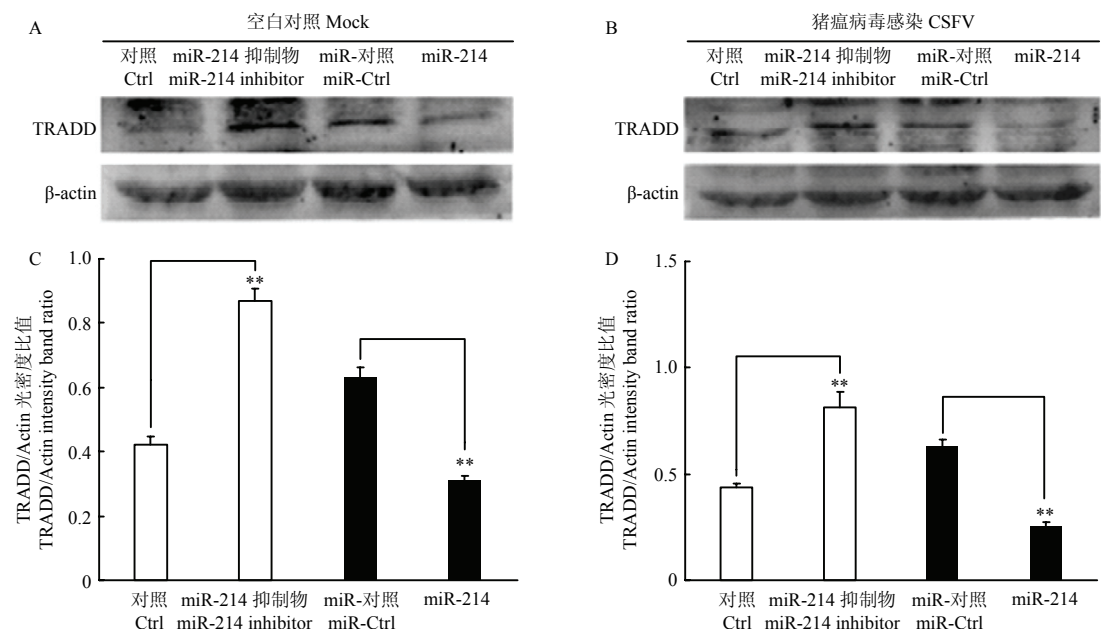 A
空白对照 Mock
对照 miR-214 抑制物 miR-对照 miR-214
Ctrl miR-214 inhibitor miR-Ctrl
TRADD
β-actin
B
猪瘟病毒感染 CSFV
对照 miR-214 抑制物 miR-对照 miR-214
Ctrl miR-214 inhibitor miR-Ctrl
TRADD
β-actin
C
TRADD/Actin 光密度比值
TRADD/Actin intensity band ratio
1.0
0.8
0.6
0.4
0.2
0
**
**
对照 miR-214 抑制物 miR-对照 miR-214
Ctrl miR-214 inhibitor miR-Ctrl
D
TRADD/Actin 光密度比值
TRADD/Actin intensity band ratio
1.5
1.0
0.5
0
**
**
对照 miR-214 抑制物 miR-对照 miR-214
Ctrl miR-214 inhibitor miR-Ctrl